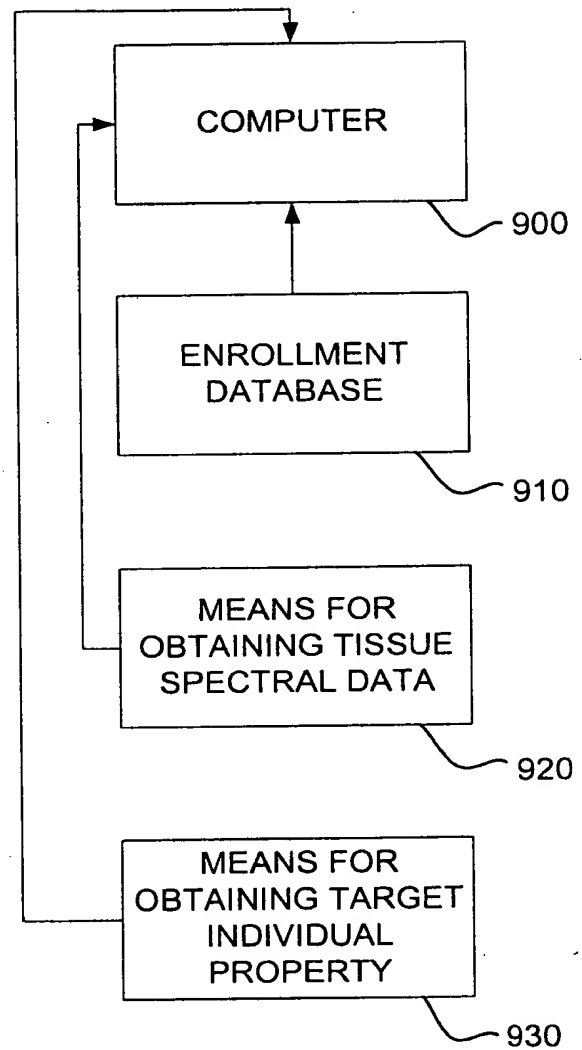 COMPUTER
900
ENROLLMENT
DATABASE
910
MEANS FOR
OBTAINING TISSUE
SPECTRAL DATA
920
MEANS FOR
OBTAINING TARGET
INDIVIDUAL
PROPERTY
930